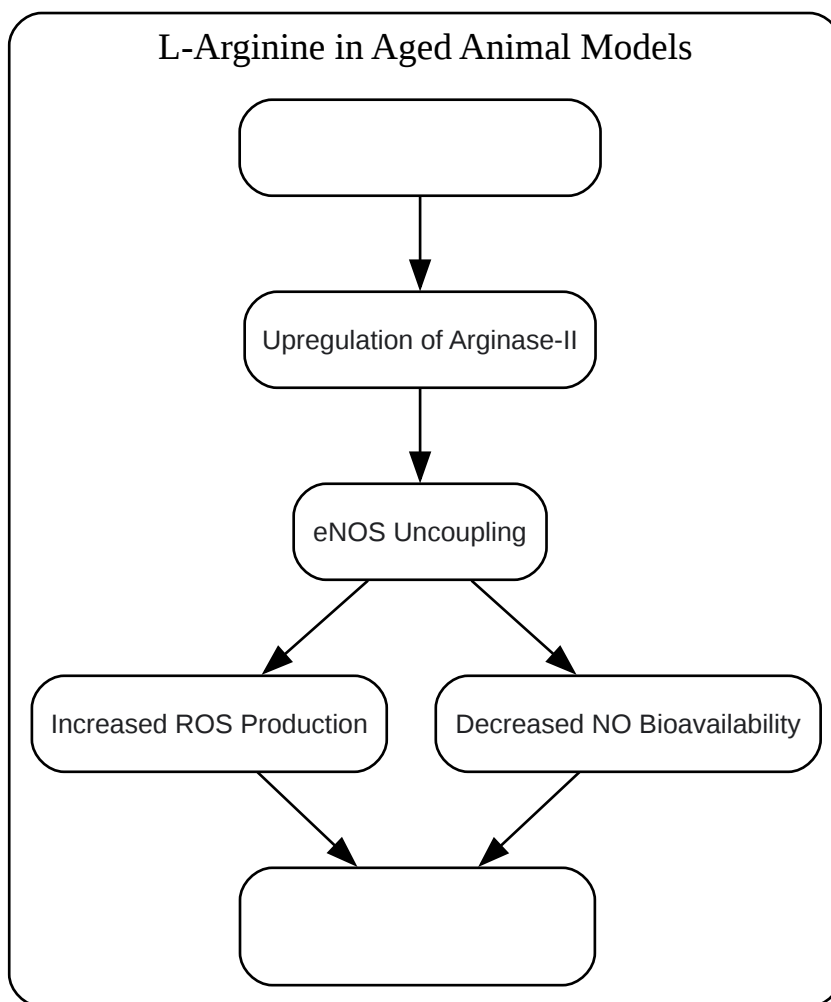 L-Arginine in Aged Animal Models
Upregulation of Arginase-II
eNOS Uncoupling
Increased ROS Production
Decreased NO Bioavailability